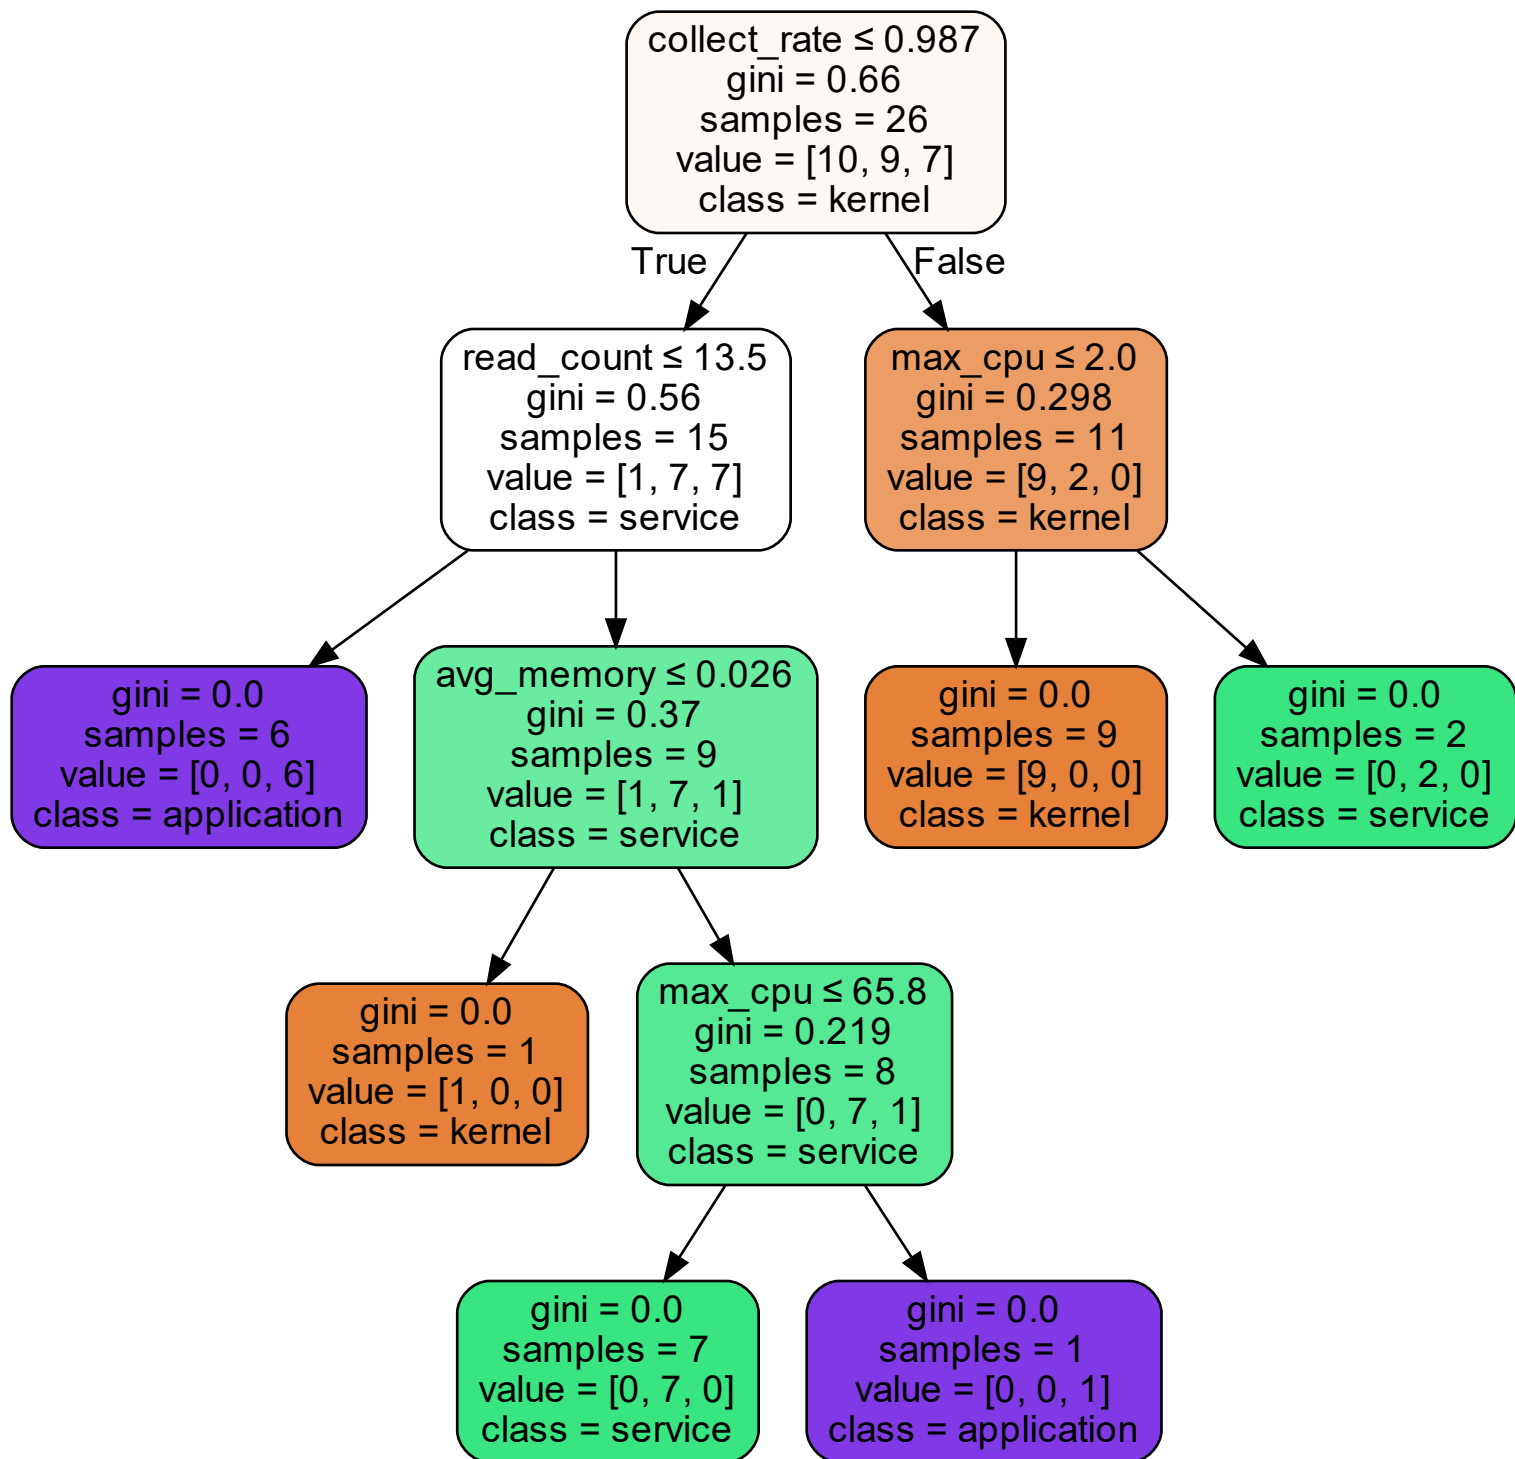 collect_rate ≤ 0.987
gini = 0.66
samples = 26
value = [10, 9, 7]
class = kernel
True
False
read_count ≤ 13.5
gini = 0.56
samples = 15
value = [1, 7, 7]
class = service
max_cpu ≤ 2.0
gini = 0.298
samples = 11
value = [9, 2, 0]
class = kernel
gini = 0.0
samples = 6
value = [0, 0, 6]
class = application
avg_memory ≤ 0.026
gini = 0.37
samples = 9
value = [1, 7, 1]
class = service
gini = 0.0
samples = 9
value = [9, 0, 0]
class = kernel
gini = 0.0
samples = 2
value = [0, 2, 0]
class = service
gini = 0.0
samples = 1
value = [1, 0, 0]
class = kernel
max_cpu ≤ 65.8
gini = 0.219
samples = 8
value = [0, 7, 1]
class = service
gini = 0.0
samples = 7
value = [0, 7, 0]
class = service
gini = 0.0
samples = 1
value = [0, 0, 1]
class = application